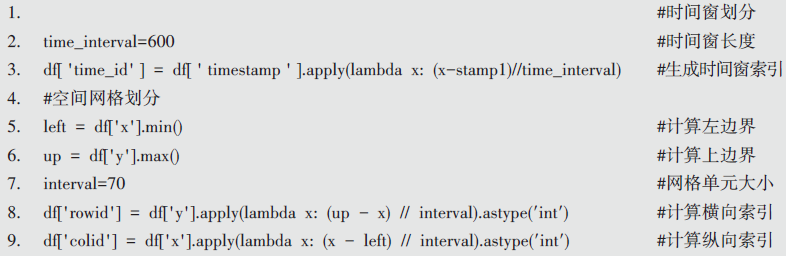 1. #时间窗划分
2. time_interval=600 #时间窗长度
3. df[ 'time_id' ] = df[ ' timestamp ' ].apply(lambda x: (x-stamp1)//time_interval) #生成时间窗索引
4. #空间网格划分
5. left = df['x'].min() #计算左边界
6. up = df['y'].max() #计算上边界
7. interval=70 #网格单元大小
8. df['rowid'] = df['y'].apply(lambda x: (up - x) // interval).astype('int') #计算横向索引
9. df['colid'] = df['x'].apply(lambda x: (x - left) // interval).astype('int') #计算纵向索引